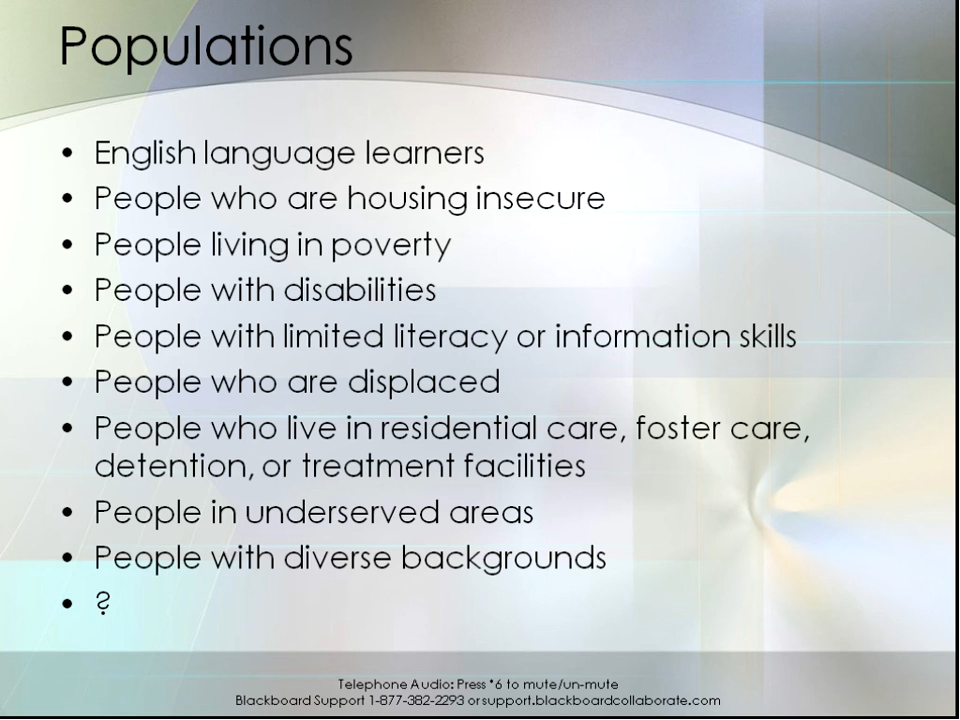 Populations
• English language learners
• People who are housing insecure
• People living in poverty
• People with disabilities
• People with limited literacy or information skills
• People who are displaced
• People who live in residential care, foster care,
detention, or treatment facilities
• People in underserved areas
• People with diverse backgrounds
• ?
Telephone Audio: Press *6 to mute/un-mute
Blackboard Support 1-877-382-2293 or support.blackboardcollaborate.com